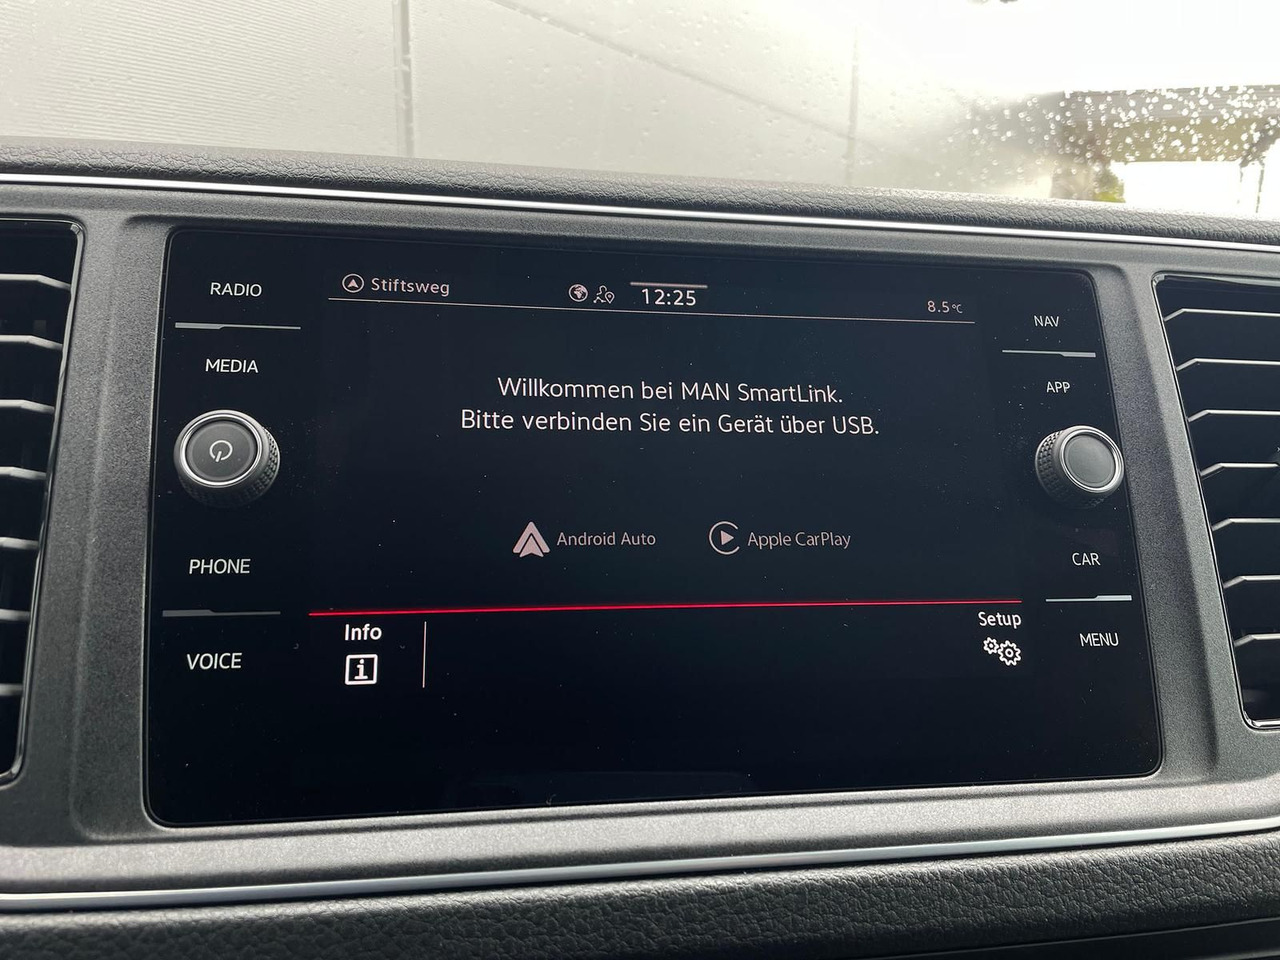 RADIO
MEDIA
PHONE
VOICE
Stiftsweg
12:25
8.5°C
Willkommen bei MAN SmartLink.
Bitte verbinden Sie ein Gerät über USB.
Android Auto
Apple CarPlay
Info
i
Setup
NAV
APP
CAR
MENU